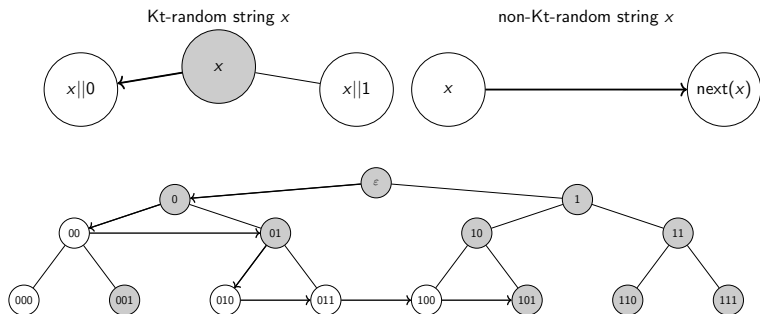 Kt-random string x
non-Kt-random string x
x||0
x
x||1
x
next(x)
ε
0
1
00
01
10
11
000
001
010
011
100
101
110
111